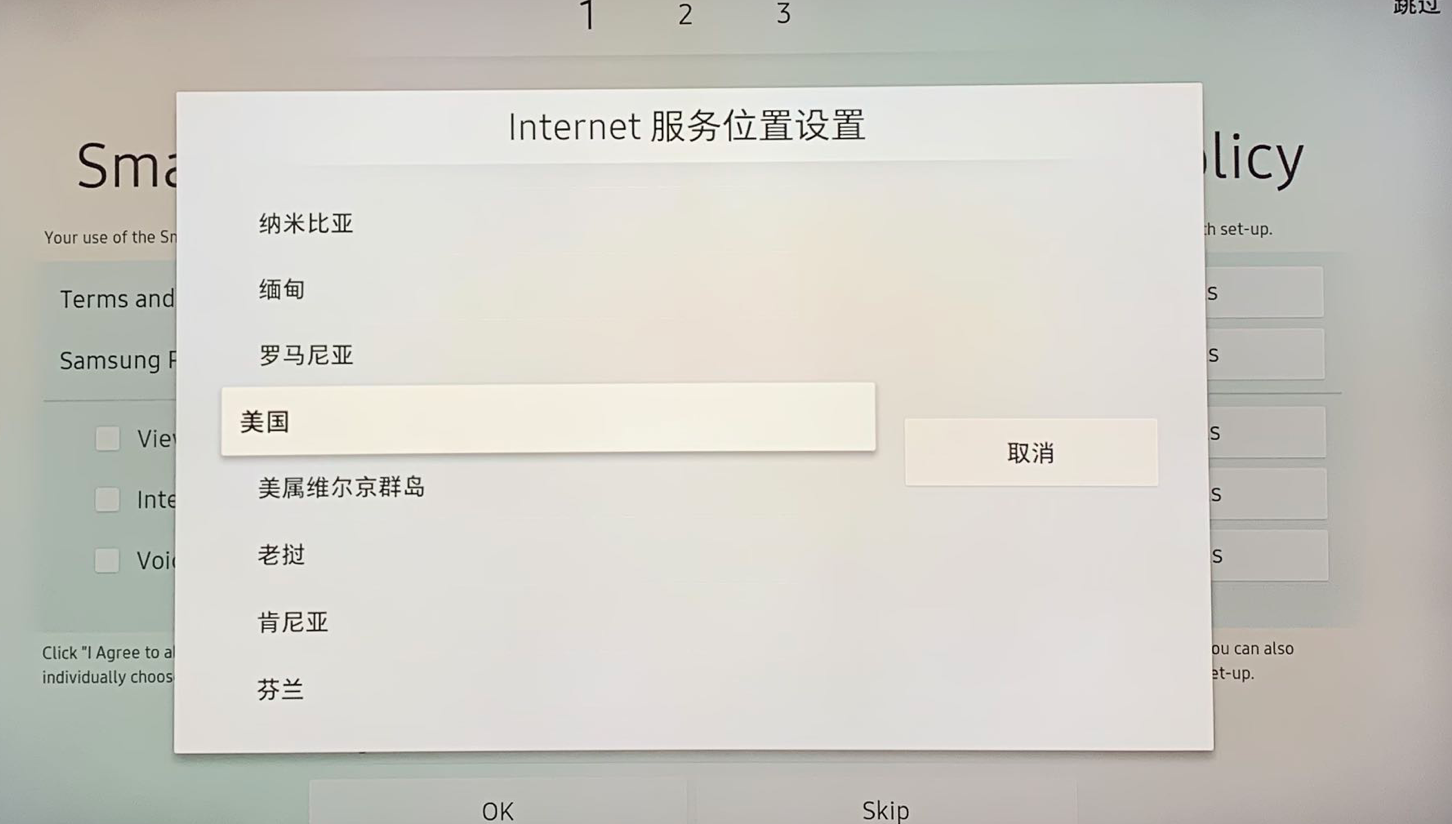 1 2 3 跳过
Internet 服务位置设置
Sma
licy
Your use of the Sm
th set-up.
纳米比亚
缅甸
Terms and
s
罗马尼亚
Samsung P
s
美国
View
s
取消
美属维尔京群岛
Inte
s
老挝
Voic
s
肯尼亚
Click "I Agree to al
ou can also
individually choos
et-up.
芬兰
OK Skip